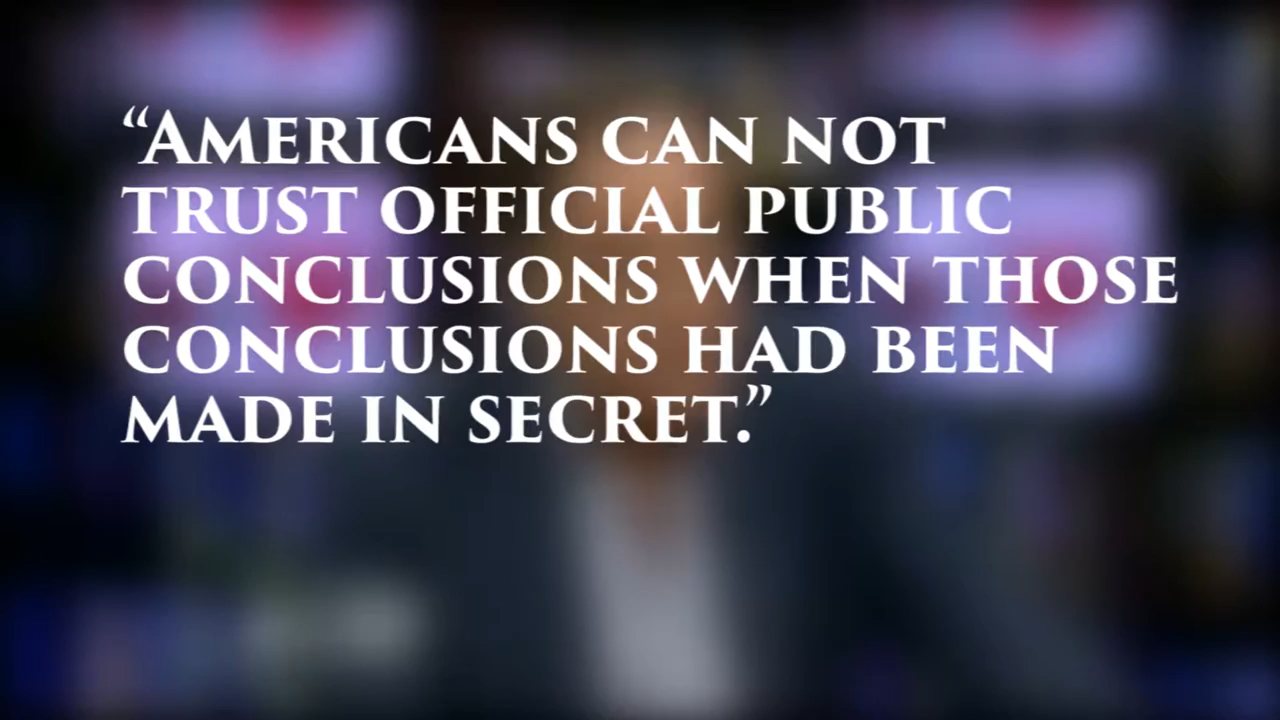 “AMERICANS CAN NOT
TRUST OFFICIAL PUBLIC
CONCLUSIONS WHEN THOSE
CONCLUSIONS HAD BEEN
MADE IN SECRET.”